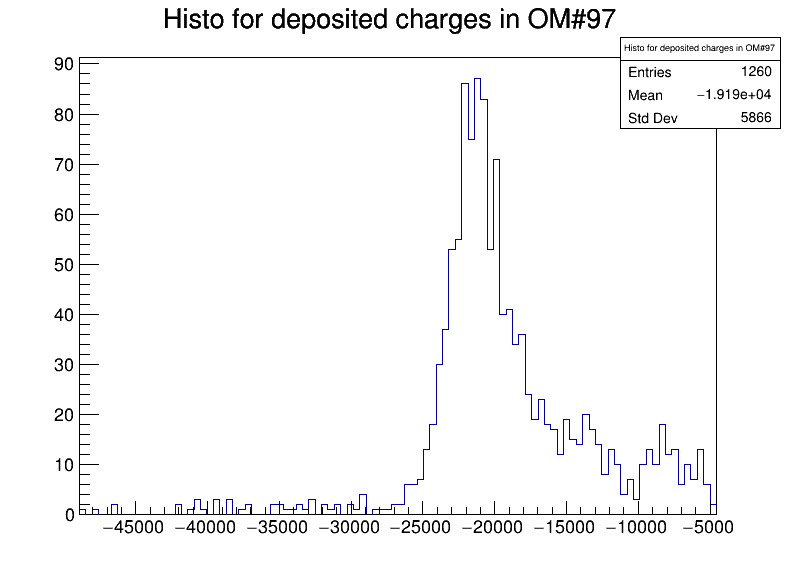 Histo for deposited charges in OM#97
Histo for deposited charges in OM#97
Entries 1260
Mean −1.919e+04
Std Dev 5866
90
80
70
60
50
40
30
20
10
0
−45000 −40000 −35000 −30000 −25000 −20000 −15000 −10000 −5000